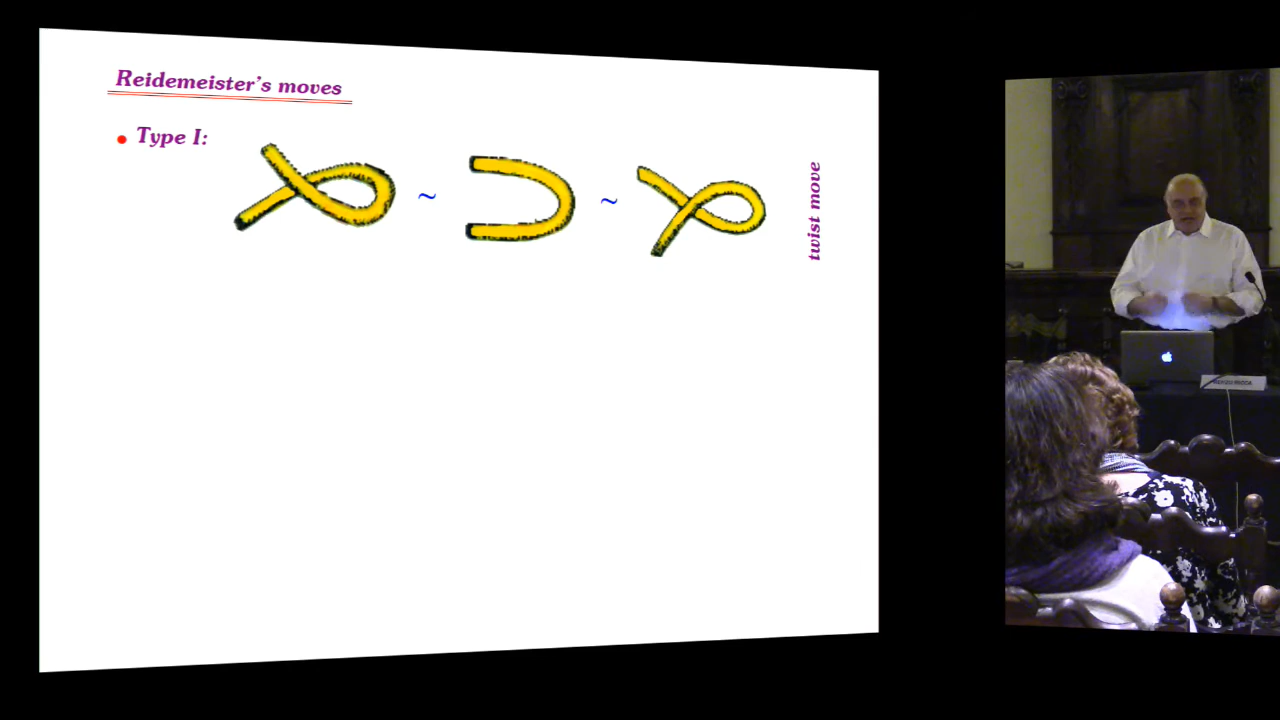 Reidemeister's moves
• Type I:
~ ~
twist move